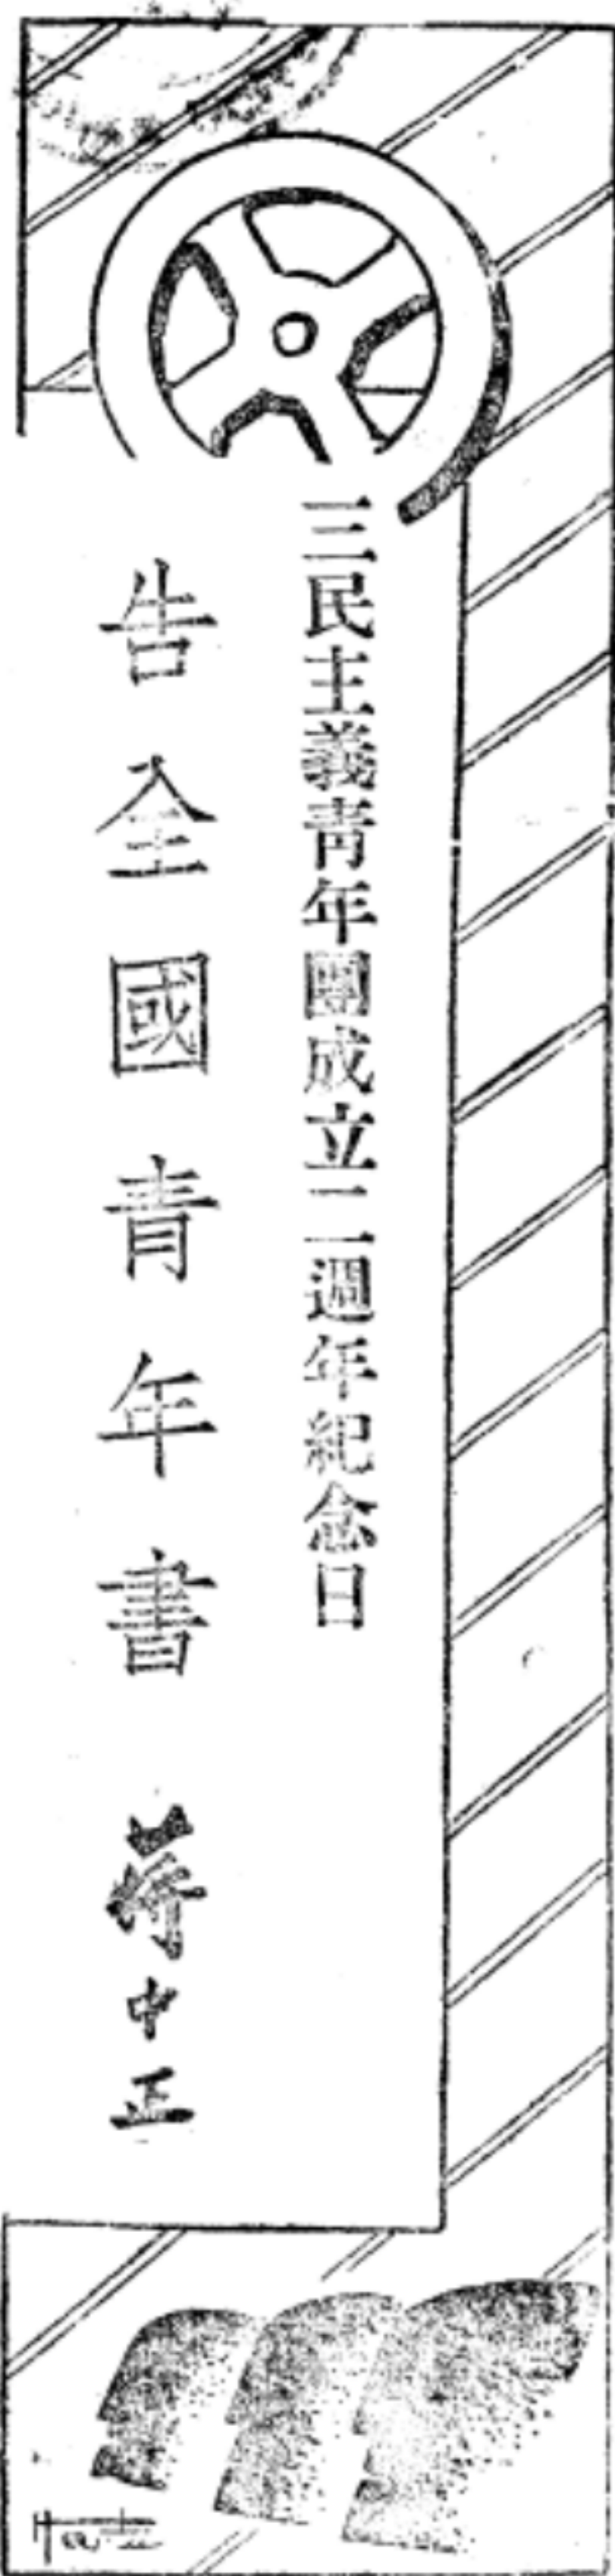 三民主義青年團成立二週年紀念日
告全國青年書
蔣中正